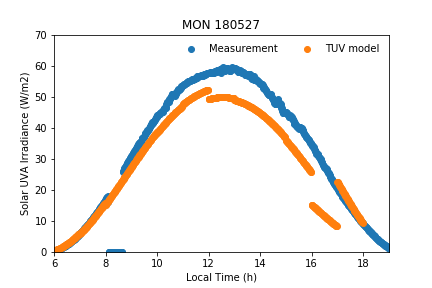 MON 180527
Measurement TUV model
Solar UVA Irradiance (W/m2)
70
60
50
40
30
20
10
0
6 8 10 12 14 16 18
Local Time (h)